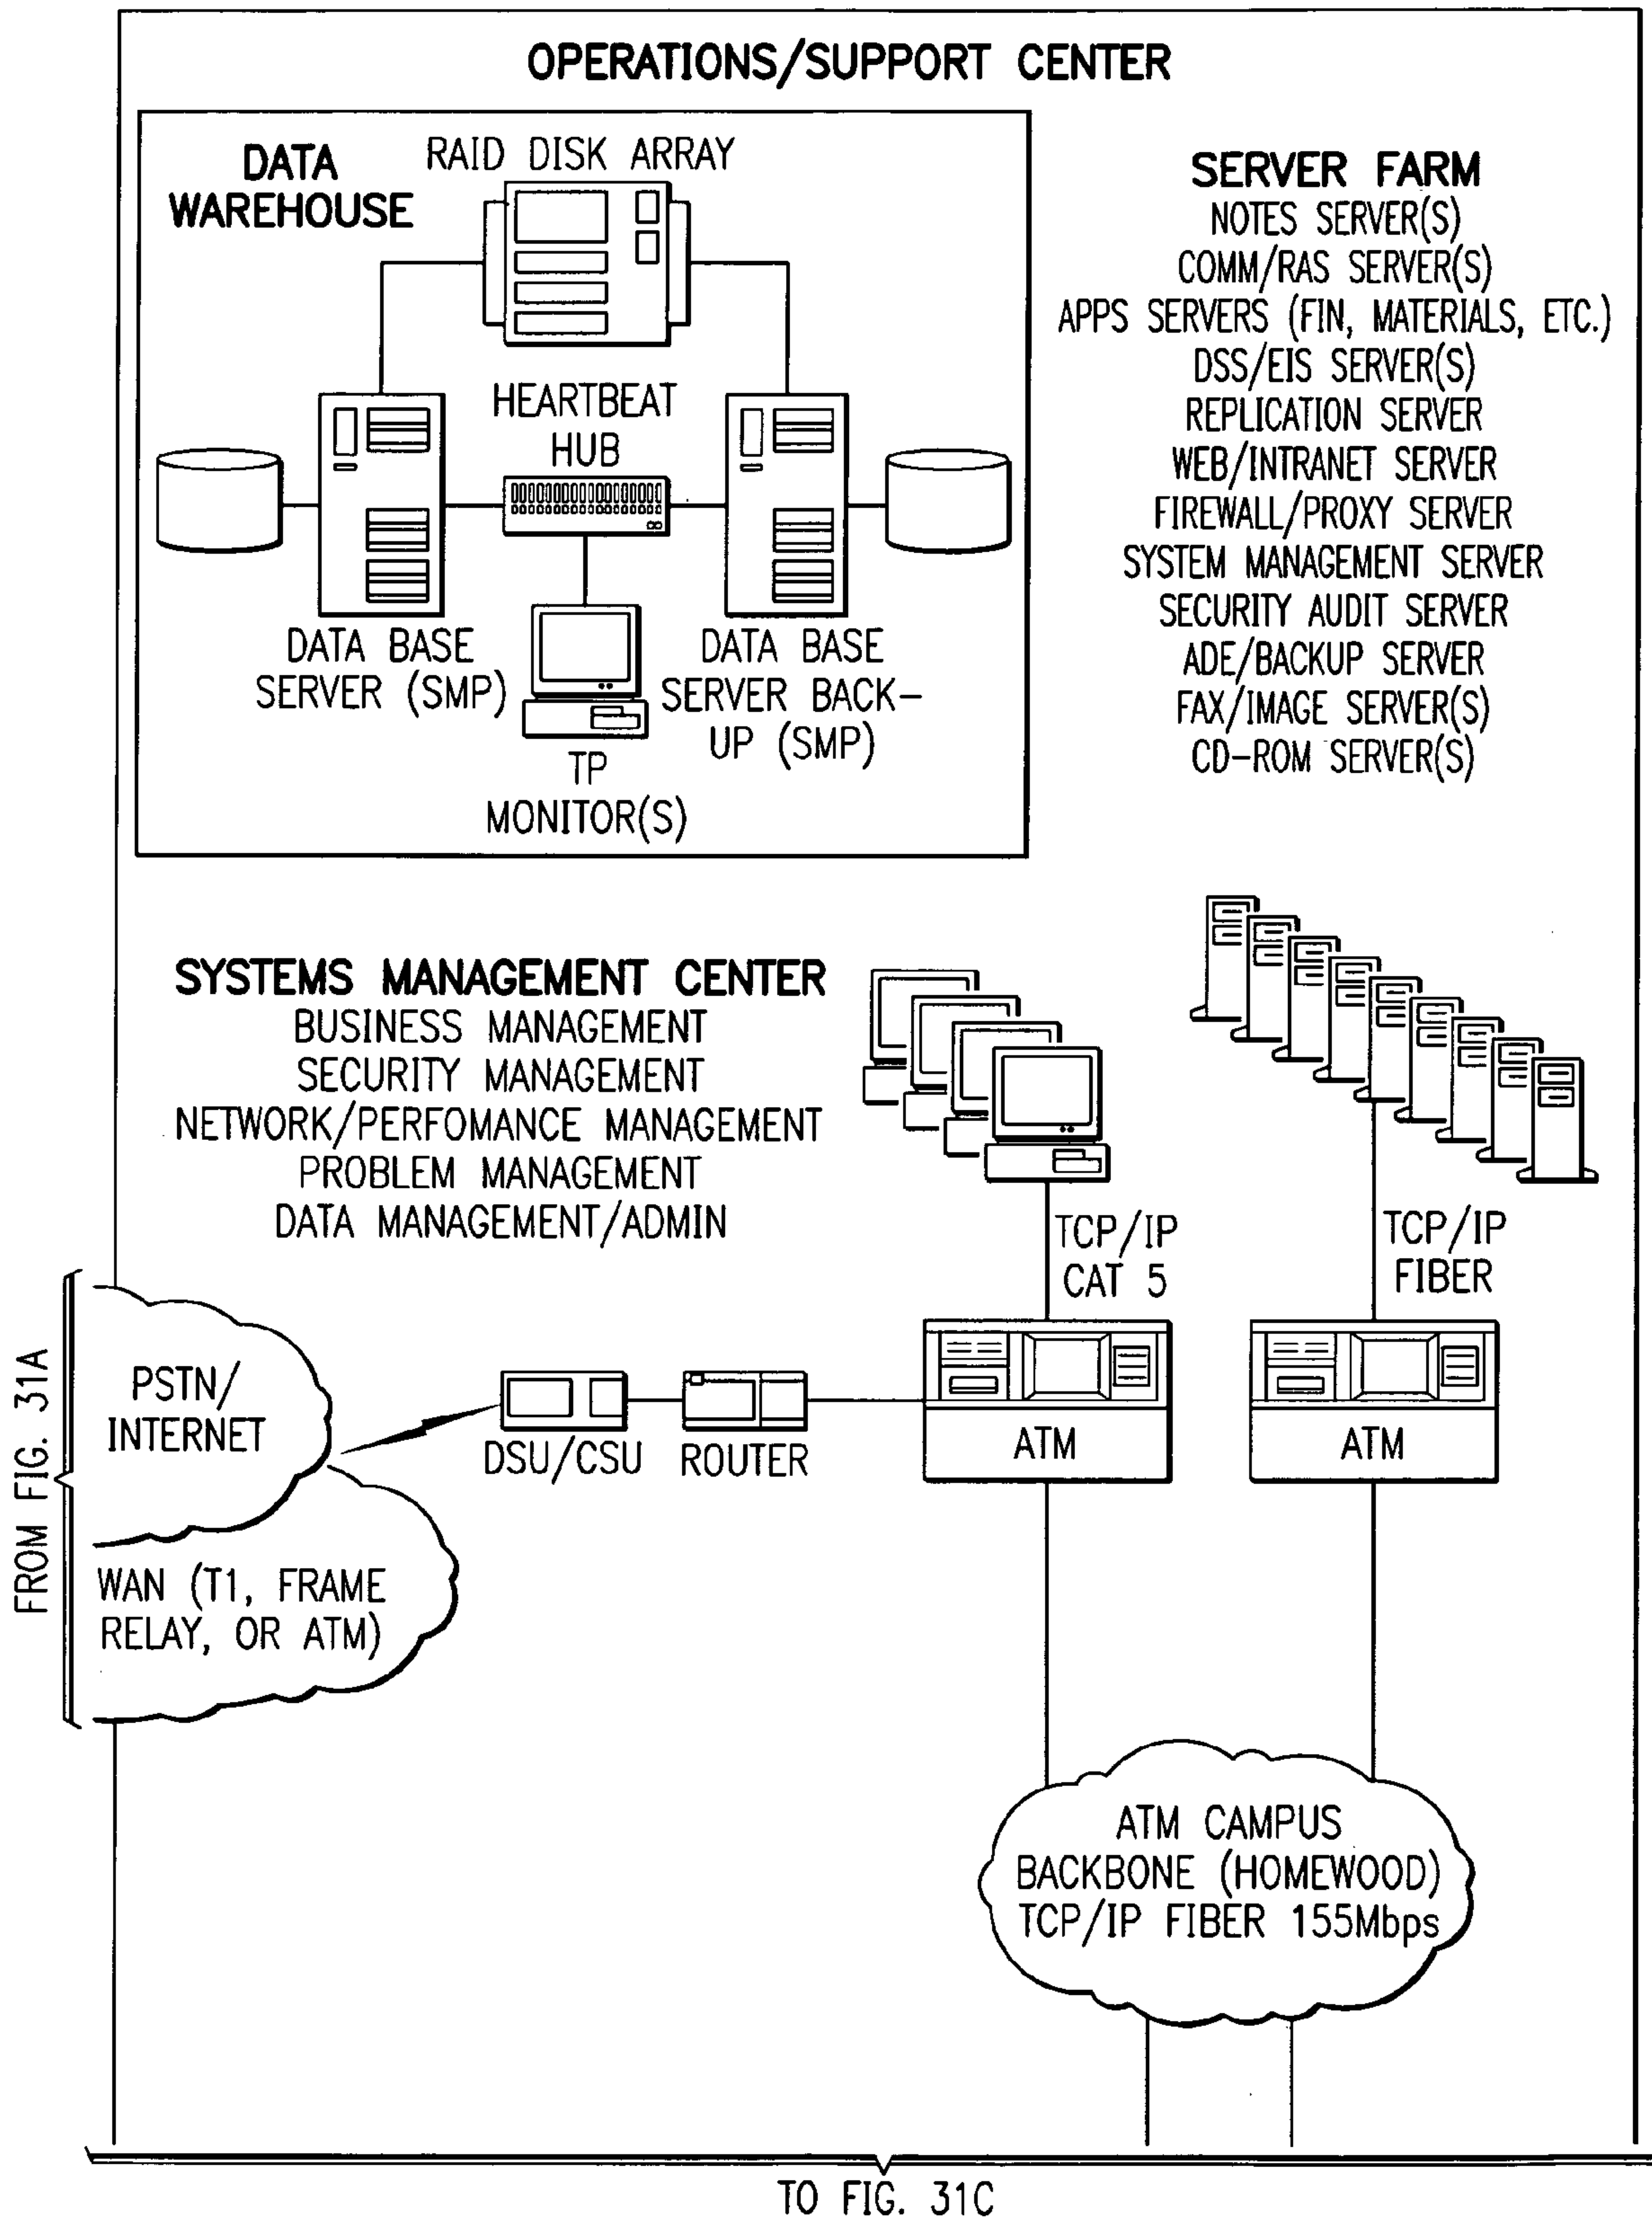 OPERATIONS/SUPPORT CENTER
DATA
WAREHOUSE
RAID DISK ARRAY
HEARTBEAT
HUB
DATA BASE
SERVER (SMP)
TP
MONITOR(S)
DATA BASE
SERVER BACK-
UP (SMP)
SERVER FARM
NOTES SERVER(S)
COMM/RAS SERVER(S)
APPS SERVERS (FIN, MATERIALS, ETC.)
DSS/EIS SERVER(S)
REPLICATION SERVER
WEB/INTRANET SERVER
FIREWALL/PROXY SERVER
SYSTEM MANAGEMENT SERVER
SECURITY AUDIT SERVER
ADE/BACKUP SERVER
FAX/IMAGE SERVER(S)
CD-ROM SERVER(S)
SYSTEMS MANAGEMENT CENTER
BUSINESS MANAGEMENT
SECURITY MANAGEMENT
NETWORK/PERFOMANCE MANAGEMENT
PROBLEM MANAGEMENT
DATA MANAGEMENT/ADMIN
TCP/IP
CAT 5
TCP/IP
FIBER
FROM FIG. 31A
PSTN/
INTERNET
DSU/CSU
ROUTER
ATM
ATM
WAN (T1, FRAME
RELAY, OR ATM)
ATM CAMPUS
BACKBONE (HOMEWOOD)
TCP/IP FIBER 155Mbps
TO FIG. 31C